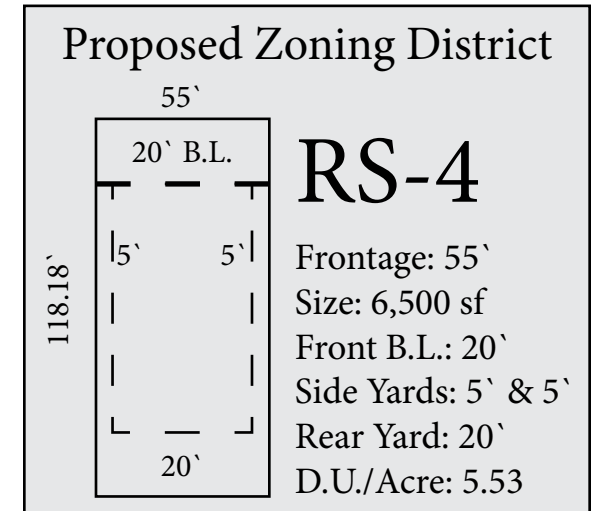 Proposed Zoning District
55`
20` B.L.
RS-4
5`
5`
118.18`
Frontage: 55`
Size: 6,500 sf
Front B.L.: 20`
Side Yards: 5` & 5`
Rear Yard: 20`
20`
D.U./Acre: 5.53